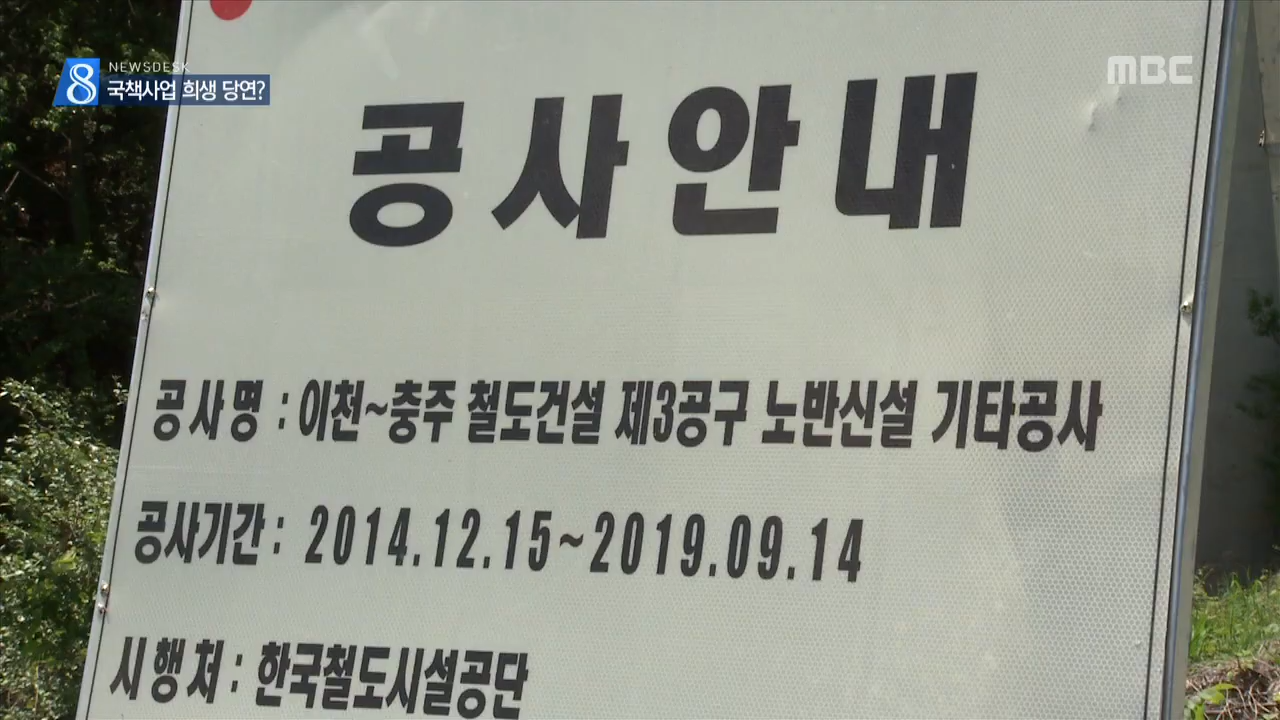 NEWSDESK
8 국책사업 희생 당연?
MBC
공사안내
공사명 : 이천~충주 철도건설 제3공구 노반신설 기타공사
공사기간 : 2014.12.15~2019.09.14
시행처 : 한국철도시설공단